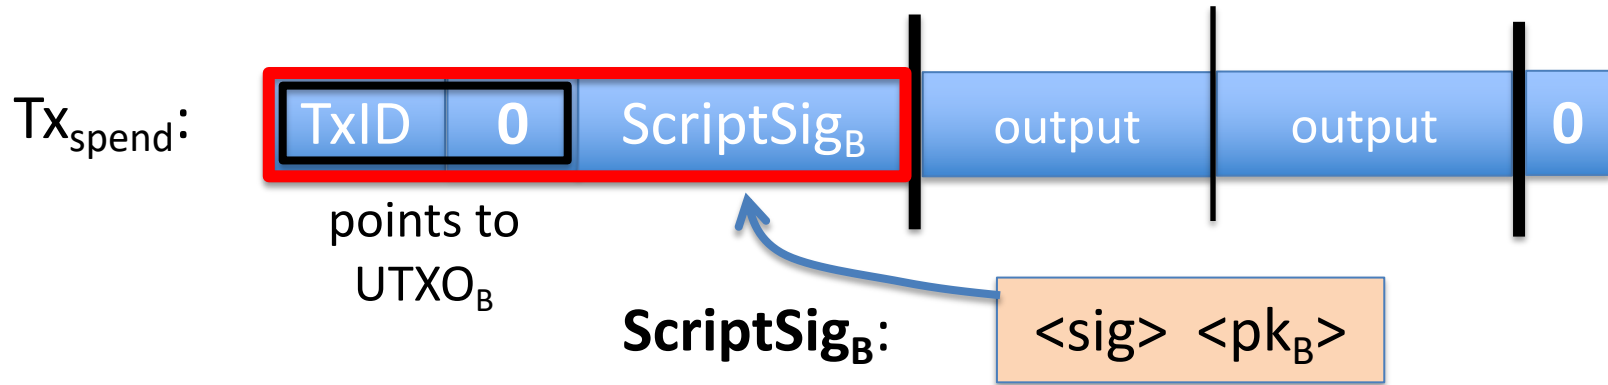 Tx_spend: TxID 0 ScriptSig_B output output 0
points to
UTXO_B
ScriptSig_B: <sig> <pk_B>